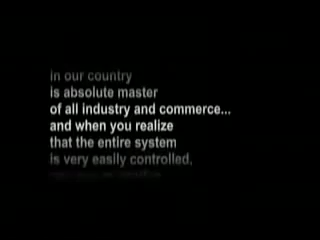 in our country
is absolute master
of all industry and commerce...
and when you realize
that the entire system
is very easily controlled,